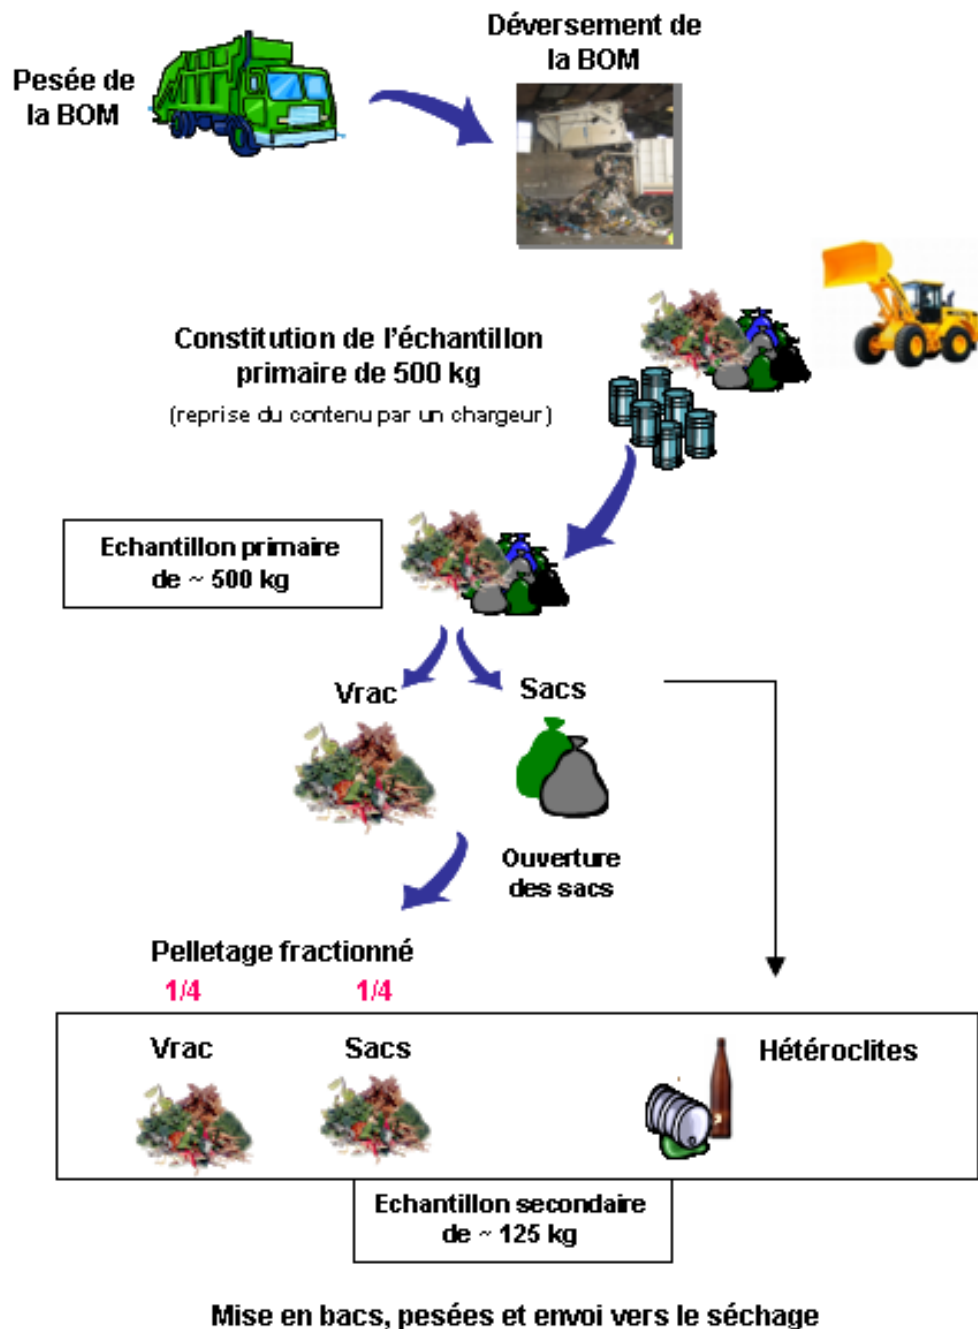 Pesée de
la BOM
Déversement de
la BOM
Constitution de l'échantillon
primaire de 500 kg
(reprise du contenu par un chargeur)
Echantillon primaire
de ~ 500 kg
Vrac
Sacs
Ouverture
des sacs
Pelletage fractionné
1/4
1/4
Vrac
Sacs
Hétéroclites
Echantillon secondaire
de ~ 125 kg
Mise en bacs, pesées et envoi vers le séchage